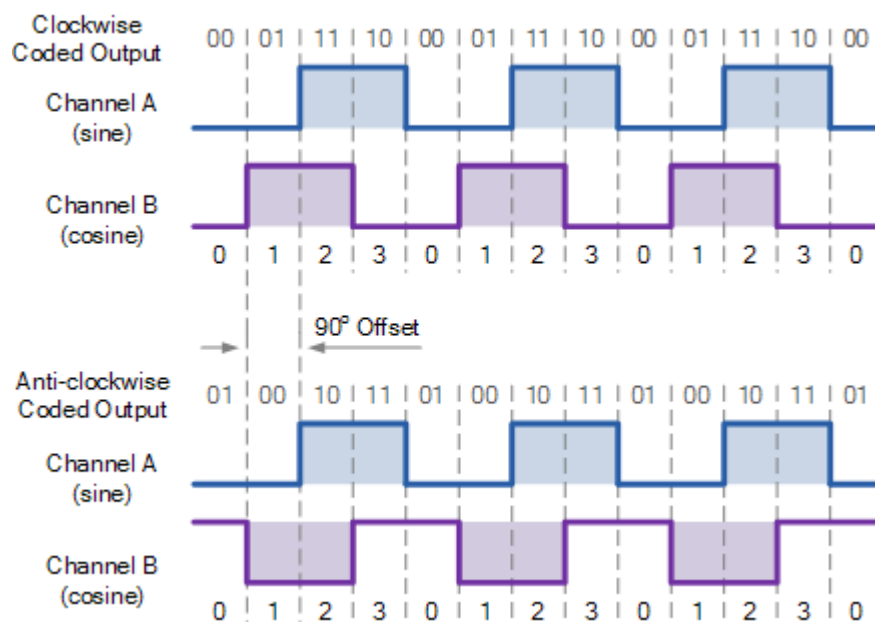 Clockwise
Coded Output
00 01 11 10 00 01 11 10 00 01 11 10 00
Channel A
(sine)
Channel B
(cosine)
0 1 2 3 0 1 2 3 0 1 2 3 0
90° Offset
Anti-clockwise
Coded Output
01 00 10 11 01 00 10 11 01 00 10 11 01
Channel A
(sine)
Channel B
(cosine)
0 1 2 3 0 1 2 3 0 1 2 3 0